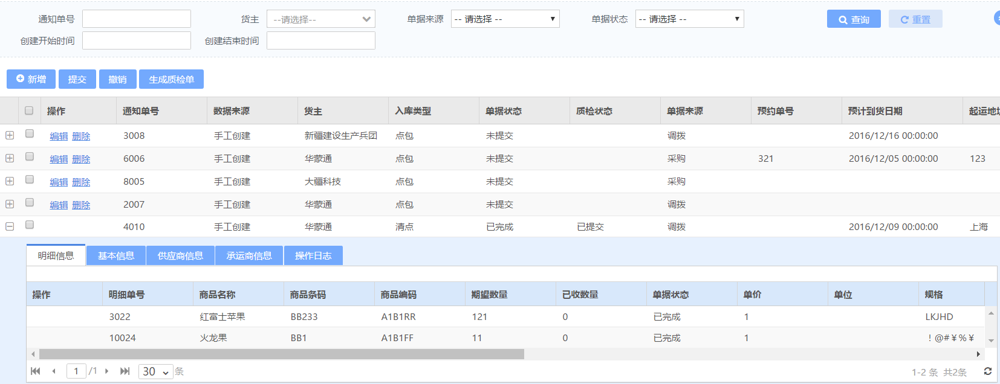 通知单号 货主 --请选择-- 单据来源 -- 请选择 -- 单据状态 -- 请选择 -- 查询 重置
创建开始时间 创建结束时间
新增 提交 撤销 生成质检单
操作 通知单号 数据来源 货主 入库类型 单据状态 质检状态 单据来源 预约单号 预计到货日期 起运地
编辑 删除 3008 手工创建 新疆建设生产兵团 点包 未提交 调拨 2016/12/16 00:00:00
编辑 删除 6006 手工创建 华蒙通 点包 未提交 采购 321 2016/12/05 00:00:00 123
编辑 删除 8005 手工创建 大疆科技 点包 未提交 采购
编辑 删除 2007 手工创建 华蒙通 点包 未提交 调拨
4010 手工创建 华蒙通 清点 已完成 已提交 调拨 2016/12/09 00:00:00 上海
明细信息 基本信息 供应商信息 承运商信息 操作日志
操作 明细单号 商品名称 商品条码 商品编码 期望数量 已收数量 单据状态 单价 单位 规格
3022 红富士苹果 BB233 A1B1RR 121 0 已完成 1 LKJHD
10024 火龙果 BB1 A1B1FF 11 0 已完成 1 ！@#￥%￥
1 /1 30 条 1-2 条 共2条